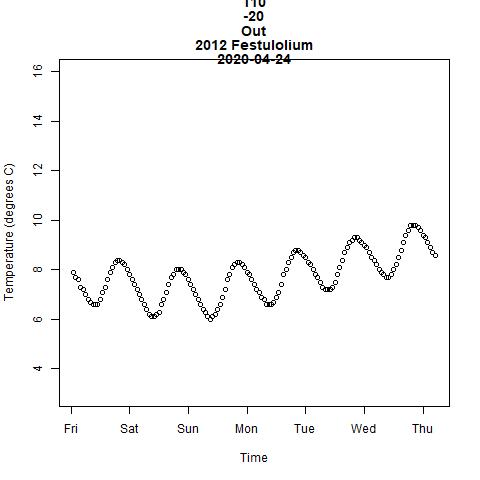 110
-20
Out
2012 Festulolium
2020-04-24
16
14
12
10
8
6
4
Temperature (degrees C)
Fri Sat Sun Mon Tue Wed Thu
Time